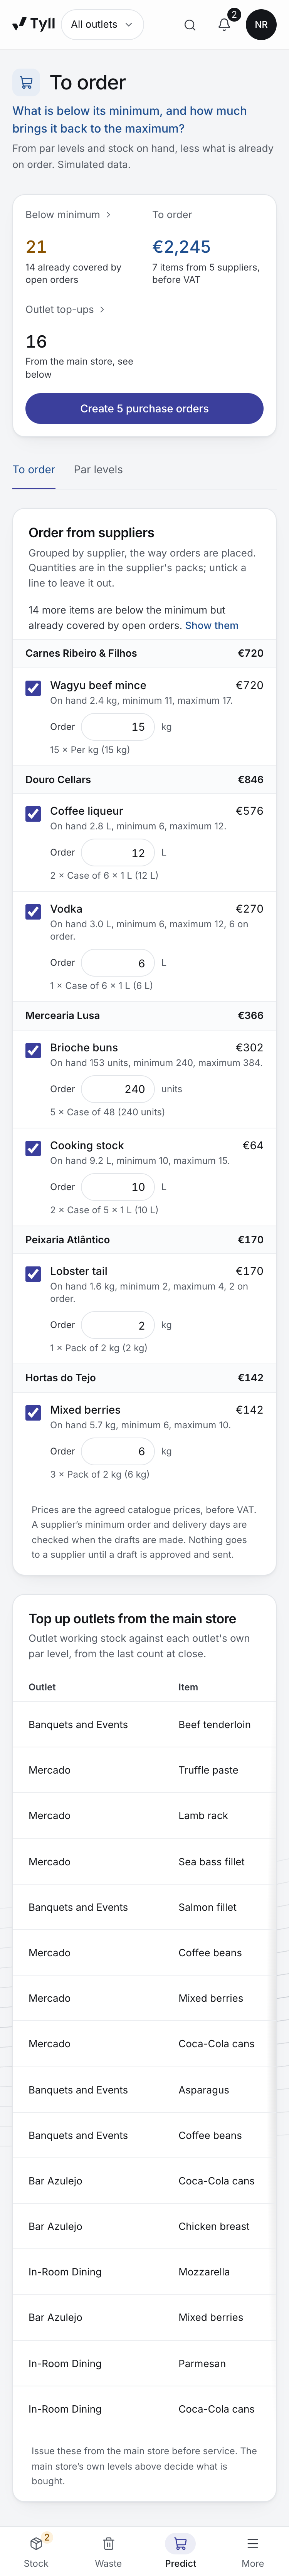 Tyll
All outlets
2
NR
To order
What is below its minimum, and how much
brings it back to the maximum?
From par levels and stock on hand, less what is already
on order. Simulated data.
Below minimum
21
14 already covered by
open orders
To order
€2,245
7 items from 5 suppliers,
before VAT
Outlet top-ups
16
From the main store, see
below
Create 5 purchase orders
To order
Par levels
Order from suppliers
Grouped by supplier, the way orders are placed.
Quantities are in the supplier's packs; untick a
line to leave it out.
14 more items are below the minimum but
already covered by open orders. Show them
Carnes Ribeiro & Filhos €720
Wagyu beef mince €720
On hand 2.4 kg, minimum 11, maximum 17.
Order 15 kg
15 × Per kg (15 kg)
Douro Cellars €846
Coffee liqueur €576
On hand 2.8 L, minimum 6, maximum 12.
Order 12 L
2 × Case of 6 × 1 L (12 L)
Vodka €270
On hand 3.0 L, minimum 6, maximum 12, 6 on
order.
Order 6 L
1 × Case of 6 × 1 L (6 L)
Mercearia Lusa €366
Brioche buns €302
On hand 153 units, minimum 240, maximum 384.
Order 240 units
5 × Case of 48 (240 units)
Cooking stock €64
On hand 9.2 L, minimum 10, maximum 15.
Order 10 L
2 × Case of 5 × 1 L (10 L)
Peixaria Atlântico €170
Lobster tail €170
On hand 1.6 kg, minimum 2, maximum 4, 2 on
order.
Order 2 kg
1 × Pack of 2 kg (2 kg)
Hortas do Tejo €142
Mixed berries €142
On hand 5.7 kg, minimum 6, maximum 10.
Order 6 kg
3 × Pack of 2 kg (6 kg)
Prices are the agreed catalogue prices, before VAT.
A supplier’s minimum order and delivery days are
checked when the drafts are made. Nothing goes
to a supplier until a draft is approved and sent.
Top up outlets from the main store
Outlet working stock against each outlet's own
par level, from the last count at close.
Outlet Item
Banquets and Events Beef tenderloin
Mercado Truffle paste
Mercado Lamb rack
Mercado Sea bass fillet
Banquets and Events Salmon fillet
Mercado Coffee beans
Mercado Mixed berries
Mercado Coca-Cola cans
Banquets and Events Asparagus
Banquets and Events Coffee beans
Bar Azulejo Coca-Cola cans
Bar Azulejo Chicken breast
In-Room Dining Mozzarella
Bar Azulejo Mixed berries
In-Room Dining Parmesan
In-Room Dining Coca-Cola cans
Issue these from the main store before service. The
main store’s own levels above decide what is
bought.
2
Stock Waste Predict More